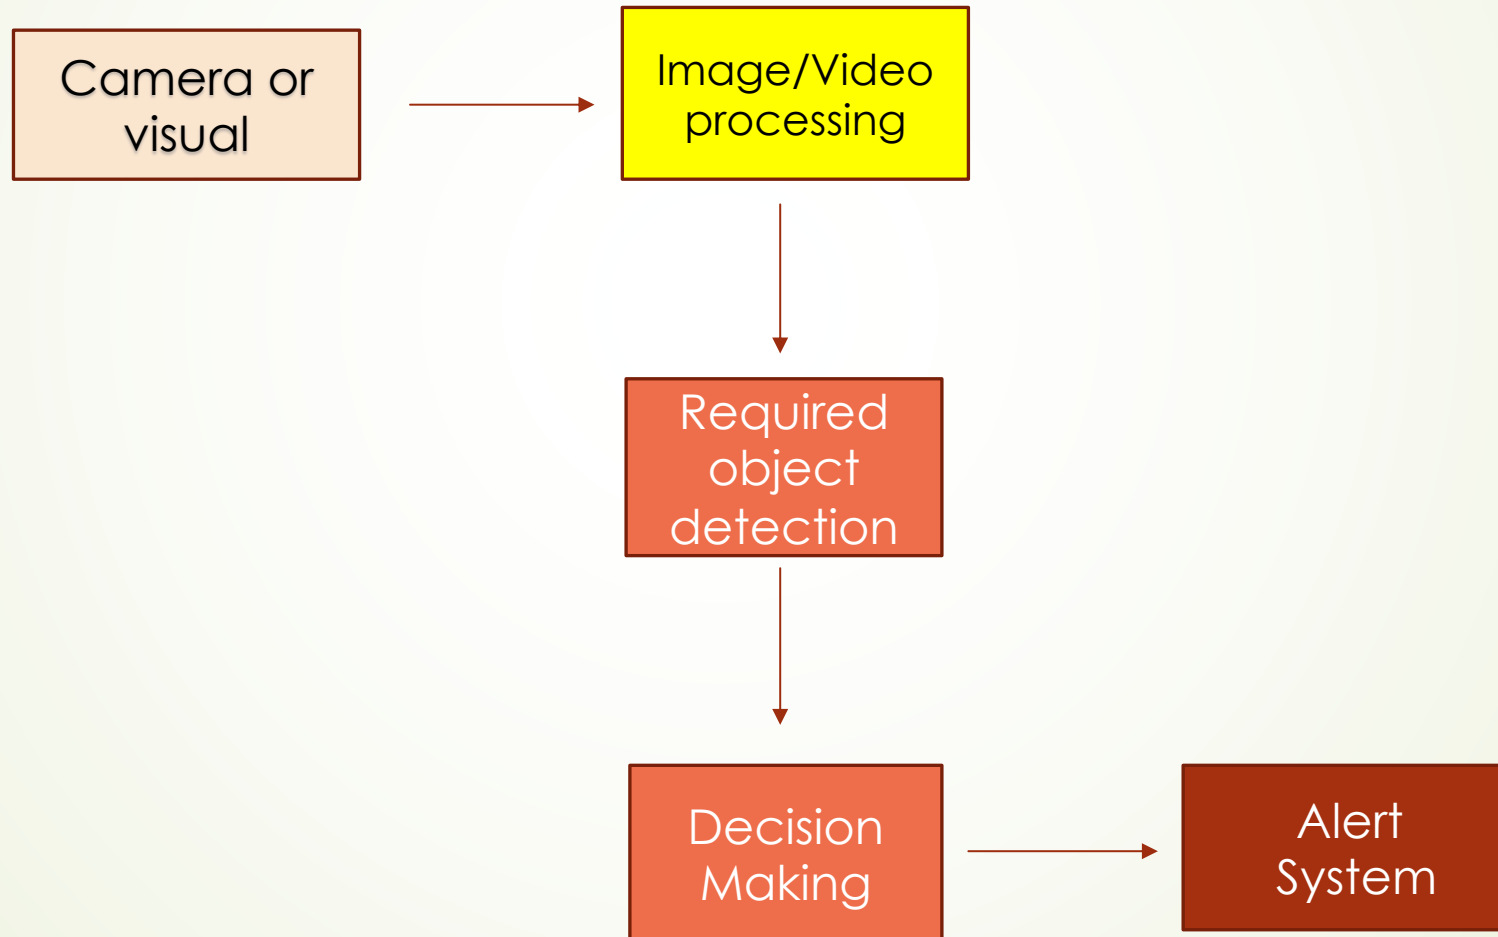 Camera or
visual
Image/Video
processing
Required
object
detection
Decision
Making
Alert
System